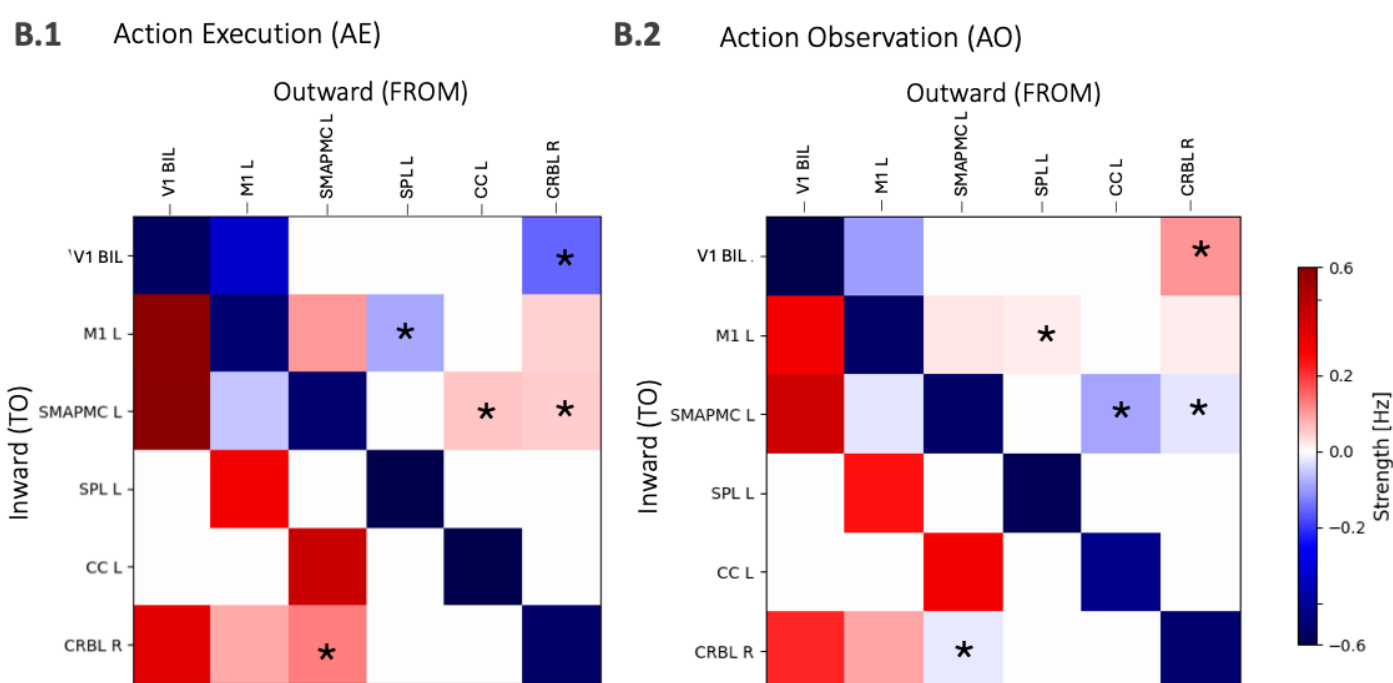 B.1 Action Execution (AE)
Outward (FROM)
V1 BIL
M1 L
SMAPMC L
SPL L
CC L
CRBL R
Inward (TO)
'V1 BIL
M1 L
SMAPMC L
SPL L
CC L
CRBL R
*
*
*
*
*
B.2 Action Observation (AO)
Outward (FROM)
V1 BIL
M1 L
SMAPMC L
SPL L
CC L
CRBL R
Inward (TO)
V1 BIL .
M1 L
SMAPMC L
SPL L
CC L
CRBL R
*
*
*
*
*
0.6
0.2
0.0
−0.2
−0.6
Strength [Hz]